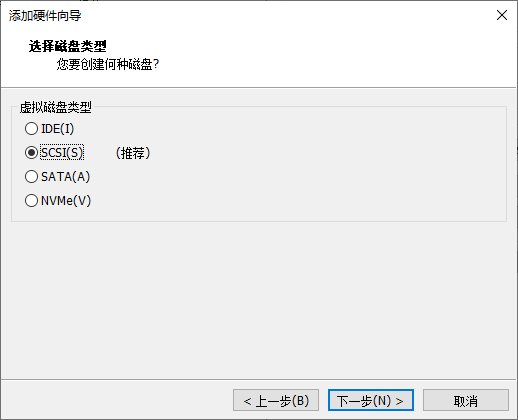 添加硬件向导
选择磁盘类型
您要创建何种磁盘?
虚拟磁盘类型
IDE(I)
SCSI(S) (推荐)
SATA(A)
NVMe(V)
< 上一步(B) 下一步(N) > 取消